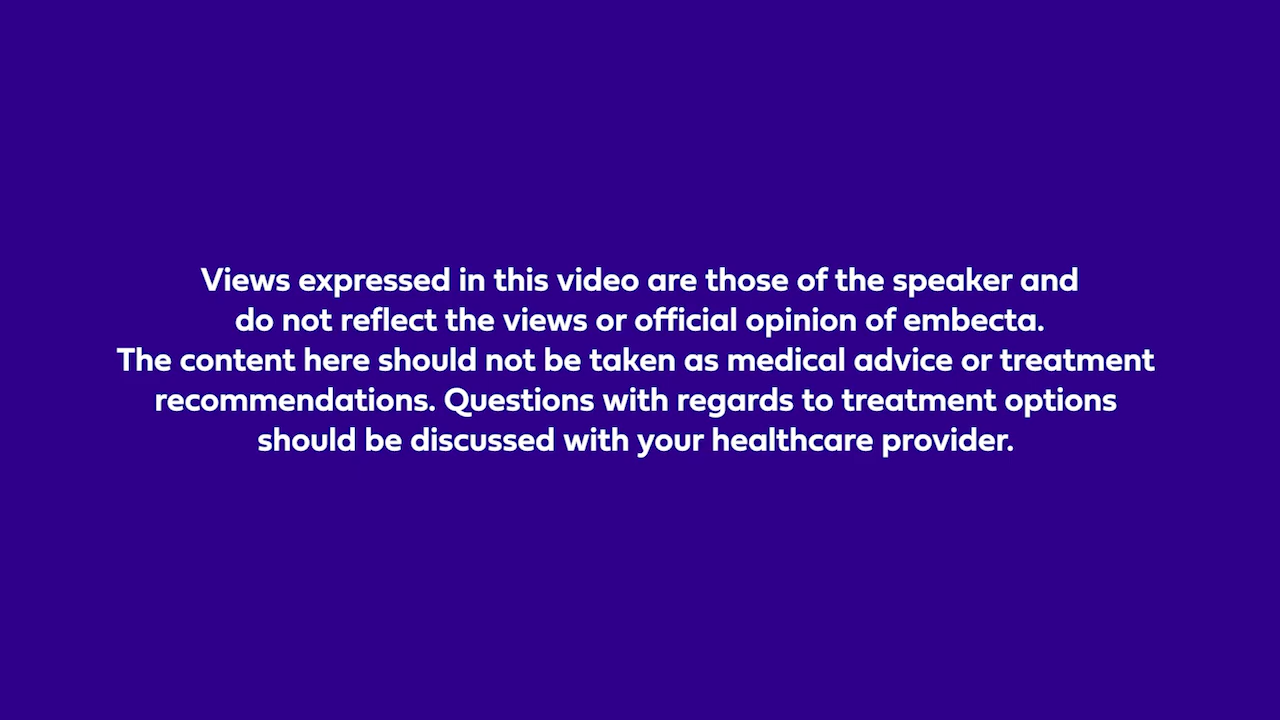 Views expressed in this video are those of the speaker and
do not reflect the views or official opinion of embecta.
The content here should not be taken as medical advice or treatment
recommendations. Questions with regards to treatment options
should be discussed with your healthcare provider.